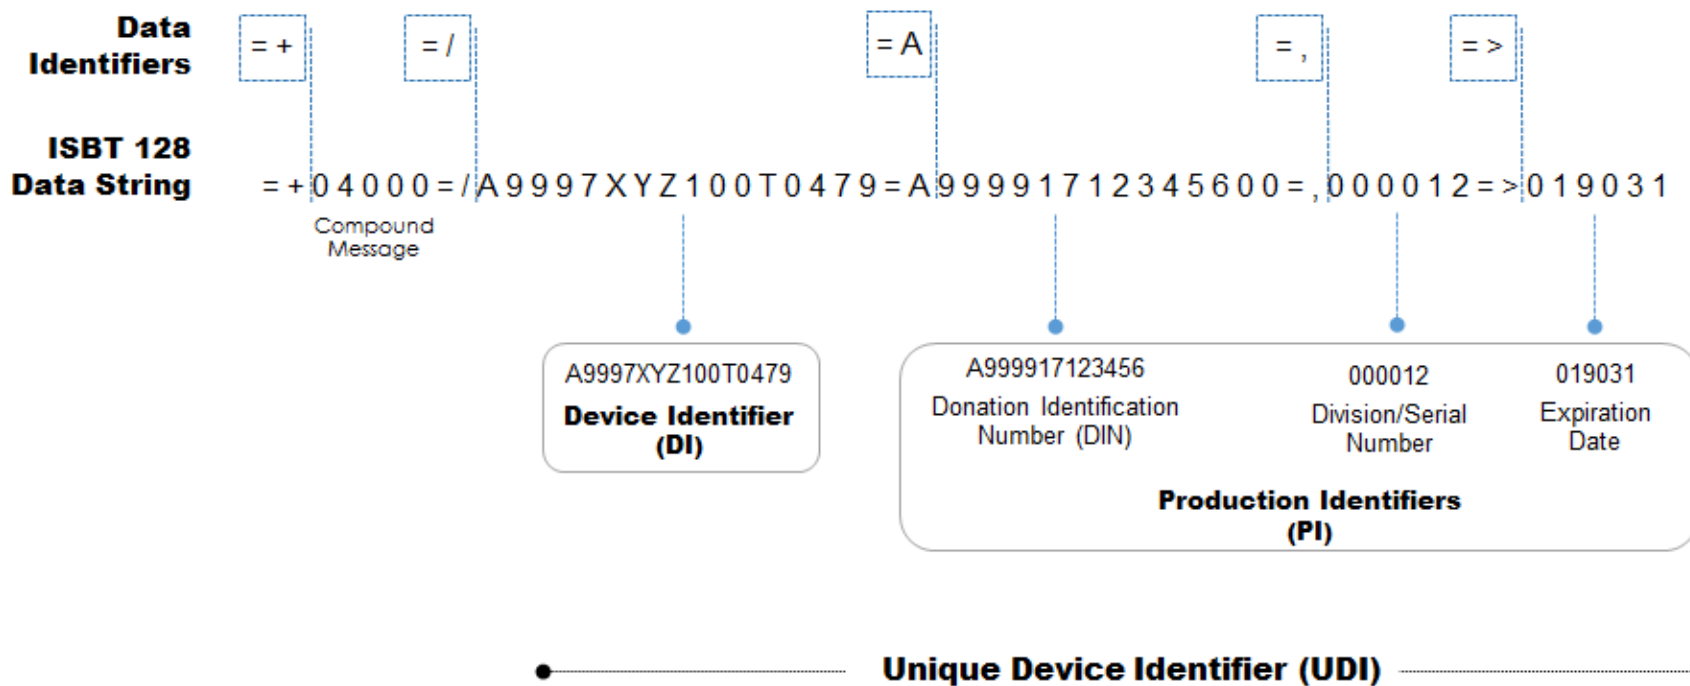 Data
Identifiers
= +
= /
= A
= ,
= >
ISBT 128
Data String
=+04000=/A9997XYZ100T0479=A99991712345600=,000012=>019031
Compound
Message
A9997XYZ100T0479
Device Identifier
(DI)
A999917123456
Donation Identification
Number (DIN)
000012
Division/Serial
Number
019031
Expiration
Date
Production Identifiers
(PI)
Unique Device Identifier (UDI)